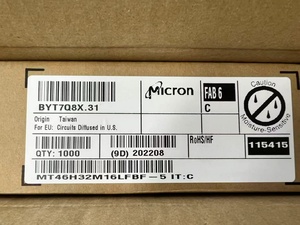 BYT7Q8X.31
Micron
FAB 6
C
Origin Taiwan
For EU: Circuits Diffused in U.S.
Caution
Moisture-Sensitive
RoHS/HF
QTY: 1000
(9D) 202208
115415
MT46H32M16LFBF-5 IT:C